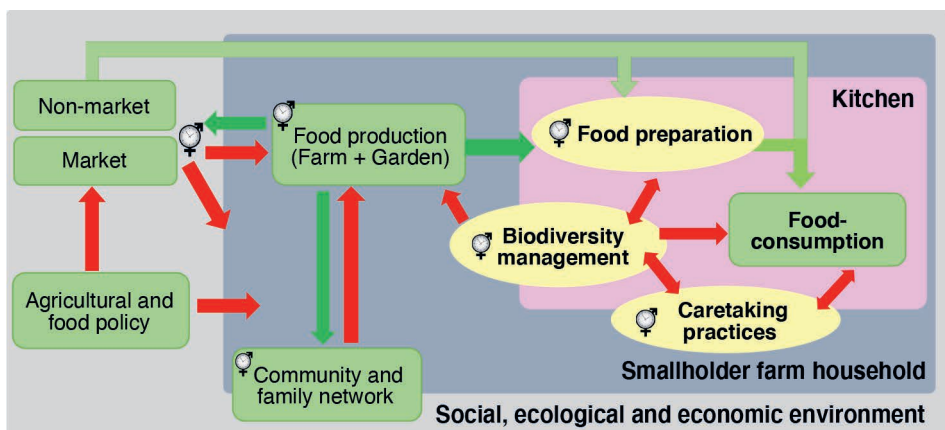 Non-market
Market
Agricultural and
food policy
Food production
(Farm + Garden)
Community and
family network
Kitchen
Food preparation
Biodiversity
management
Food-
consumption
Caretaking
practices
Smallholder farm household
Social, ecological and economic environment